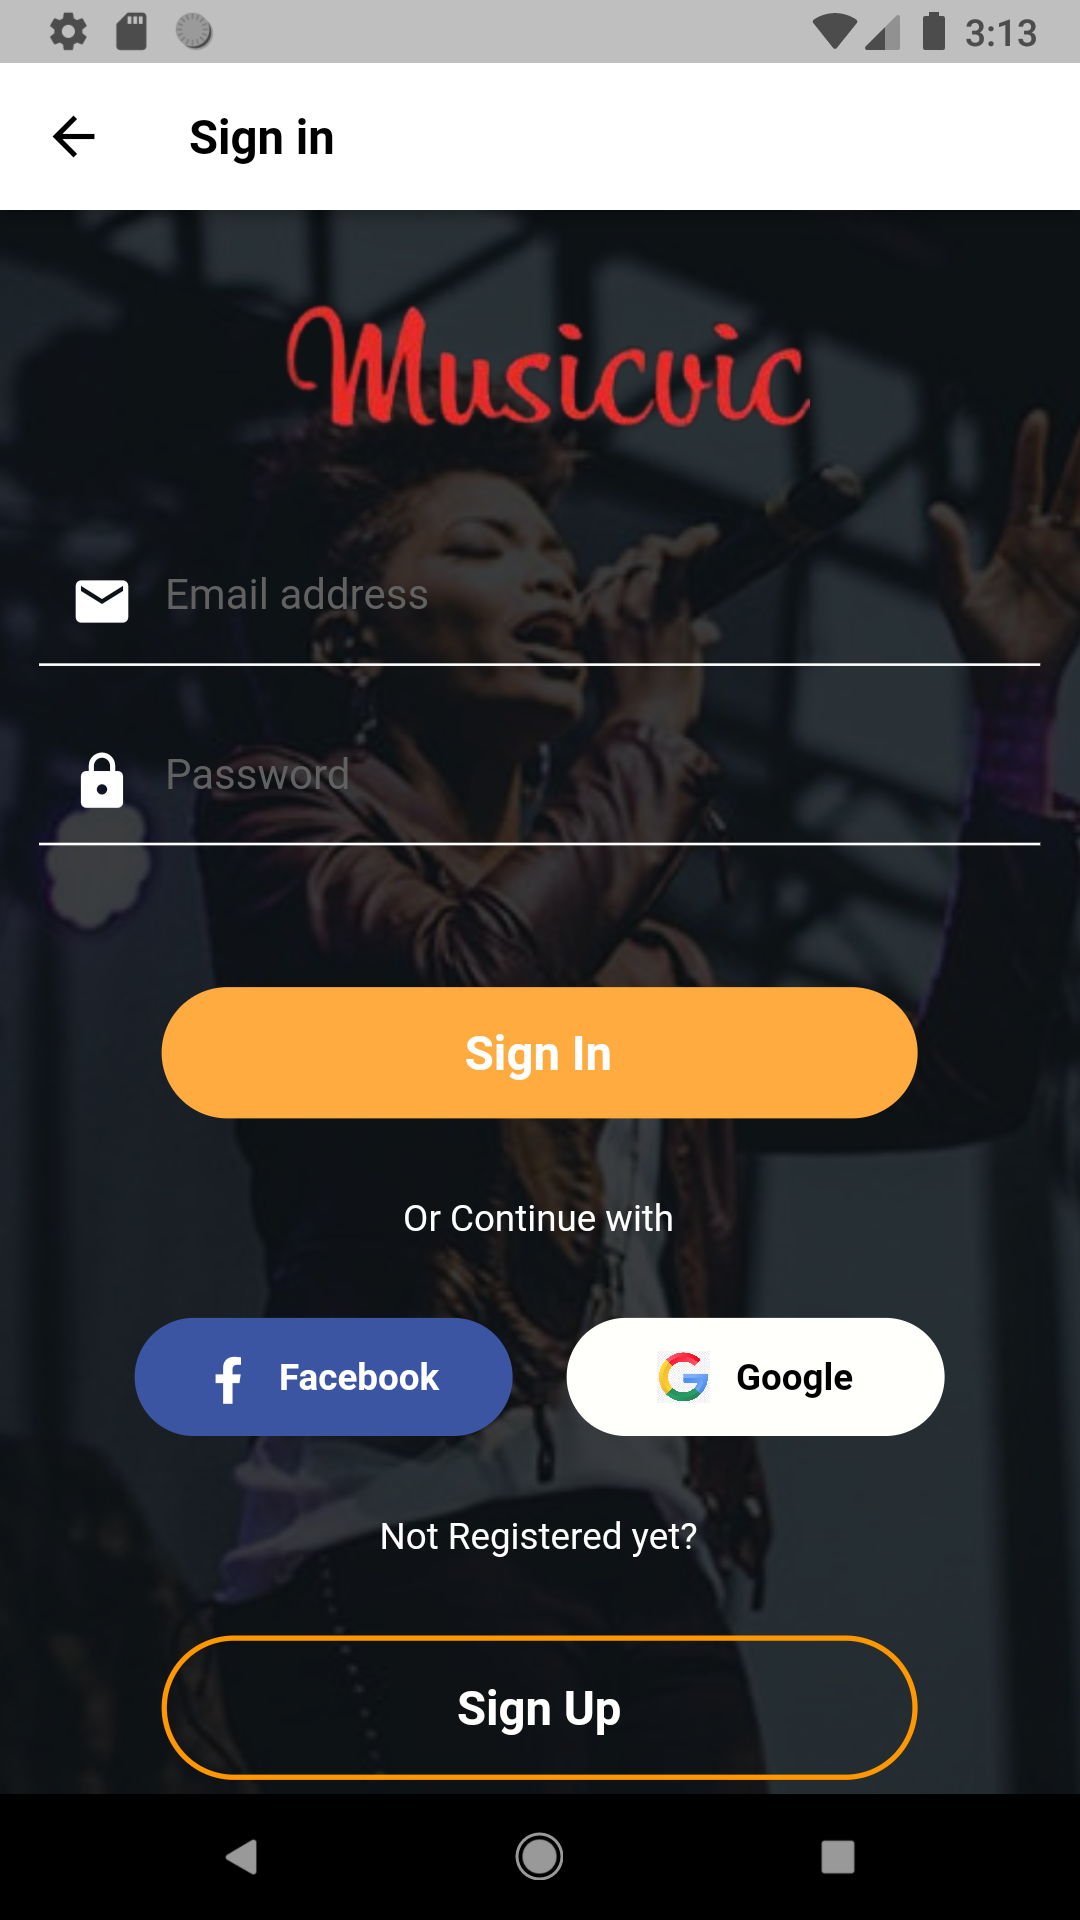 3:13
Sign in
Musicvic
Email address
Password
Sign In
Or Continue with
Facebook
Google
Not Registered yet?
Sign Up